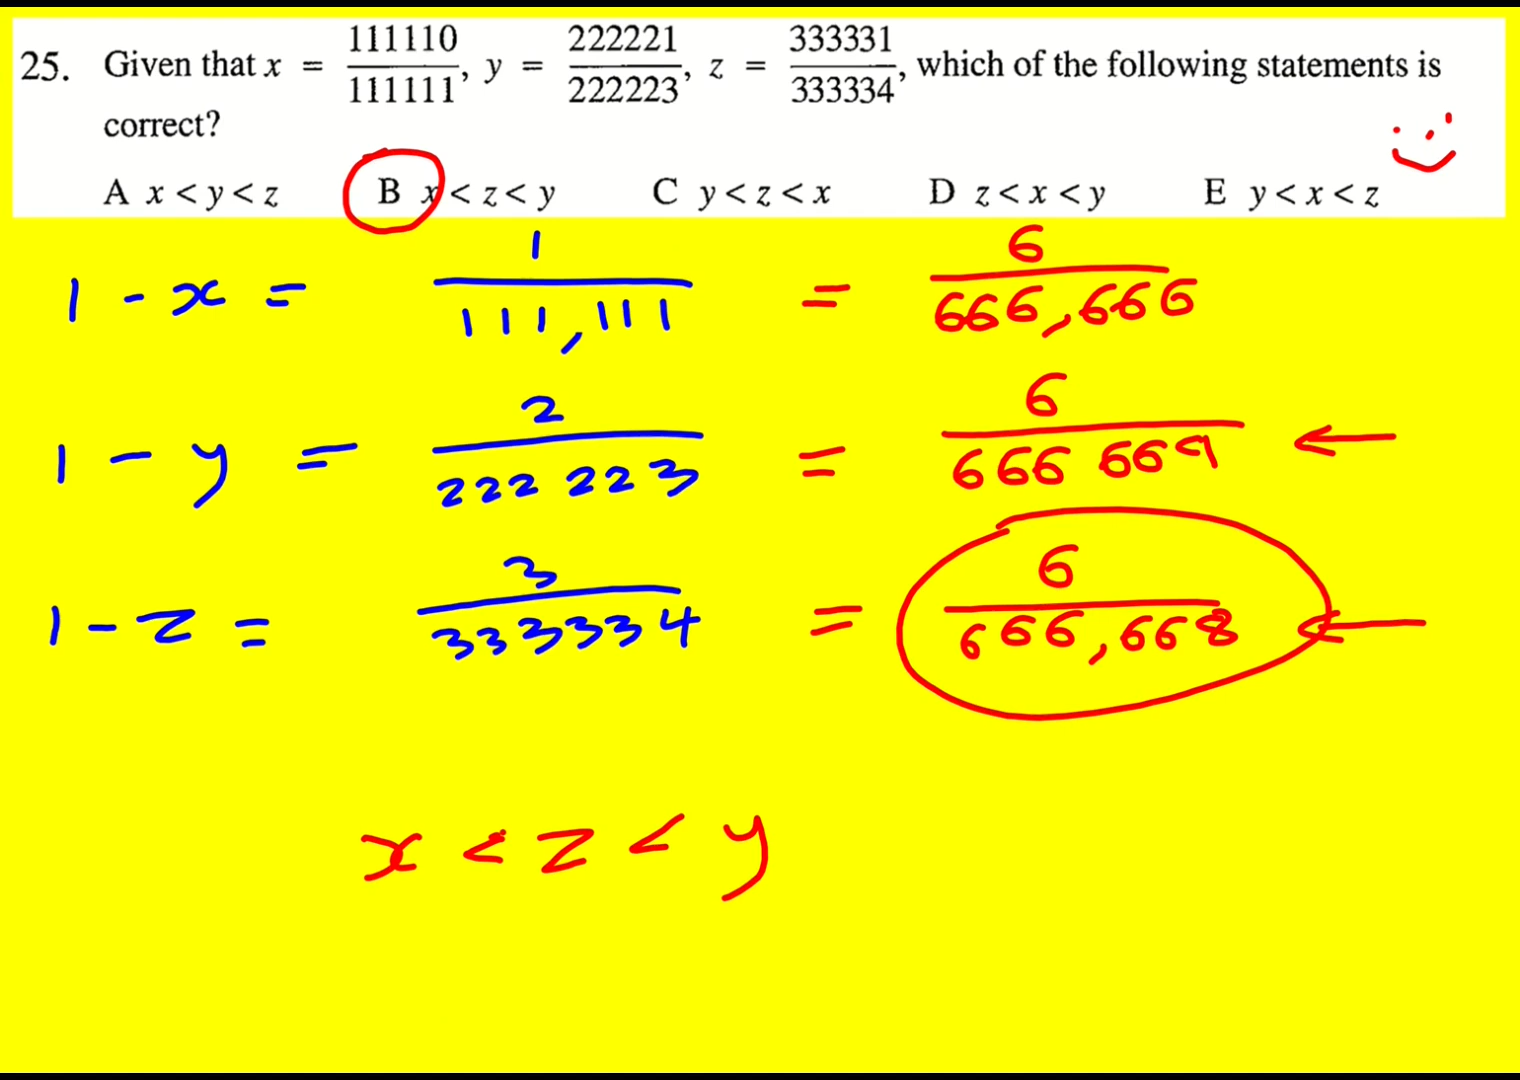 25. Given that x = 111110/111111, y = 222221/222223, z = 333331/333334, which of the following statements is
correct?
A x < y < z B x < z < y C y < z < x D z < x < y E y < x < z
1 - x = 1/111,111 = 6/666,666
1 - y = 2/222 223 = 6/666 669
1 - z = 3/333334 = 6/666,668
x < z < y